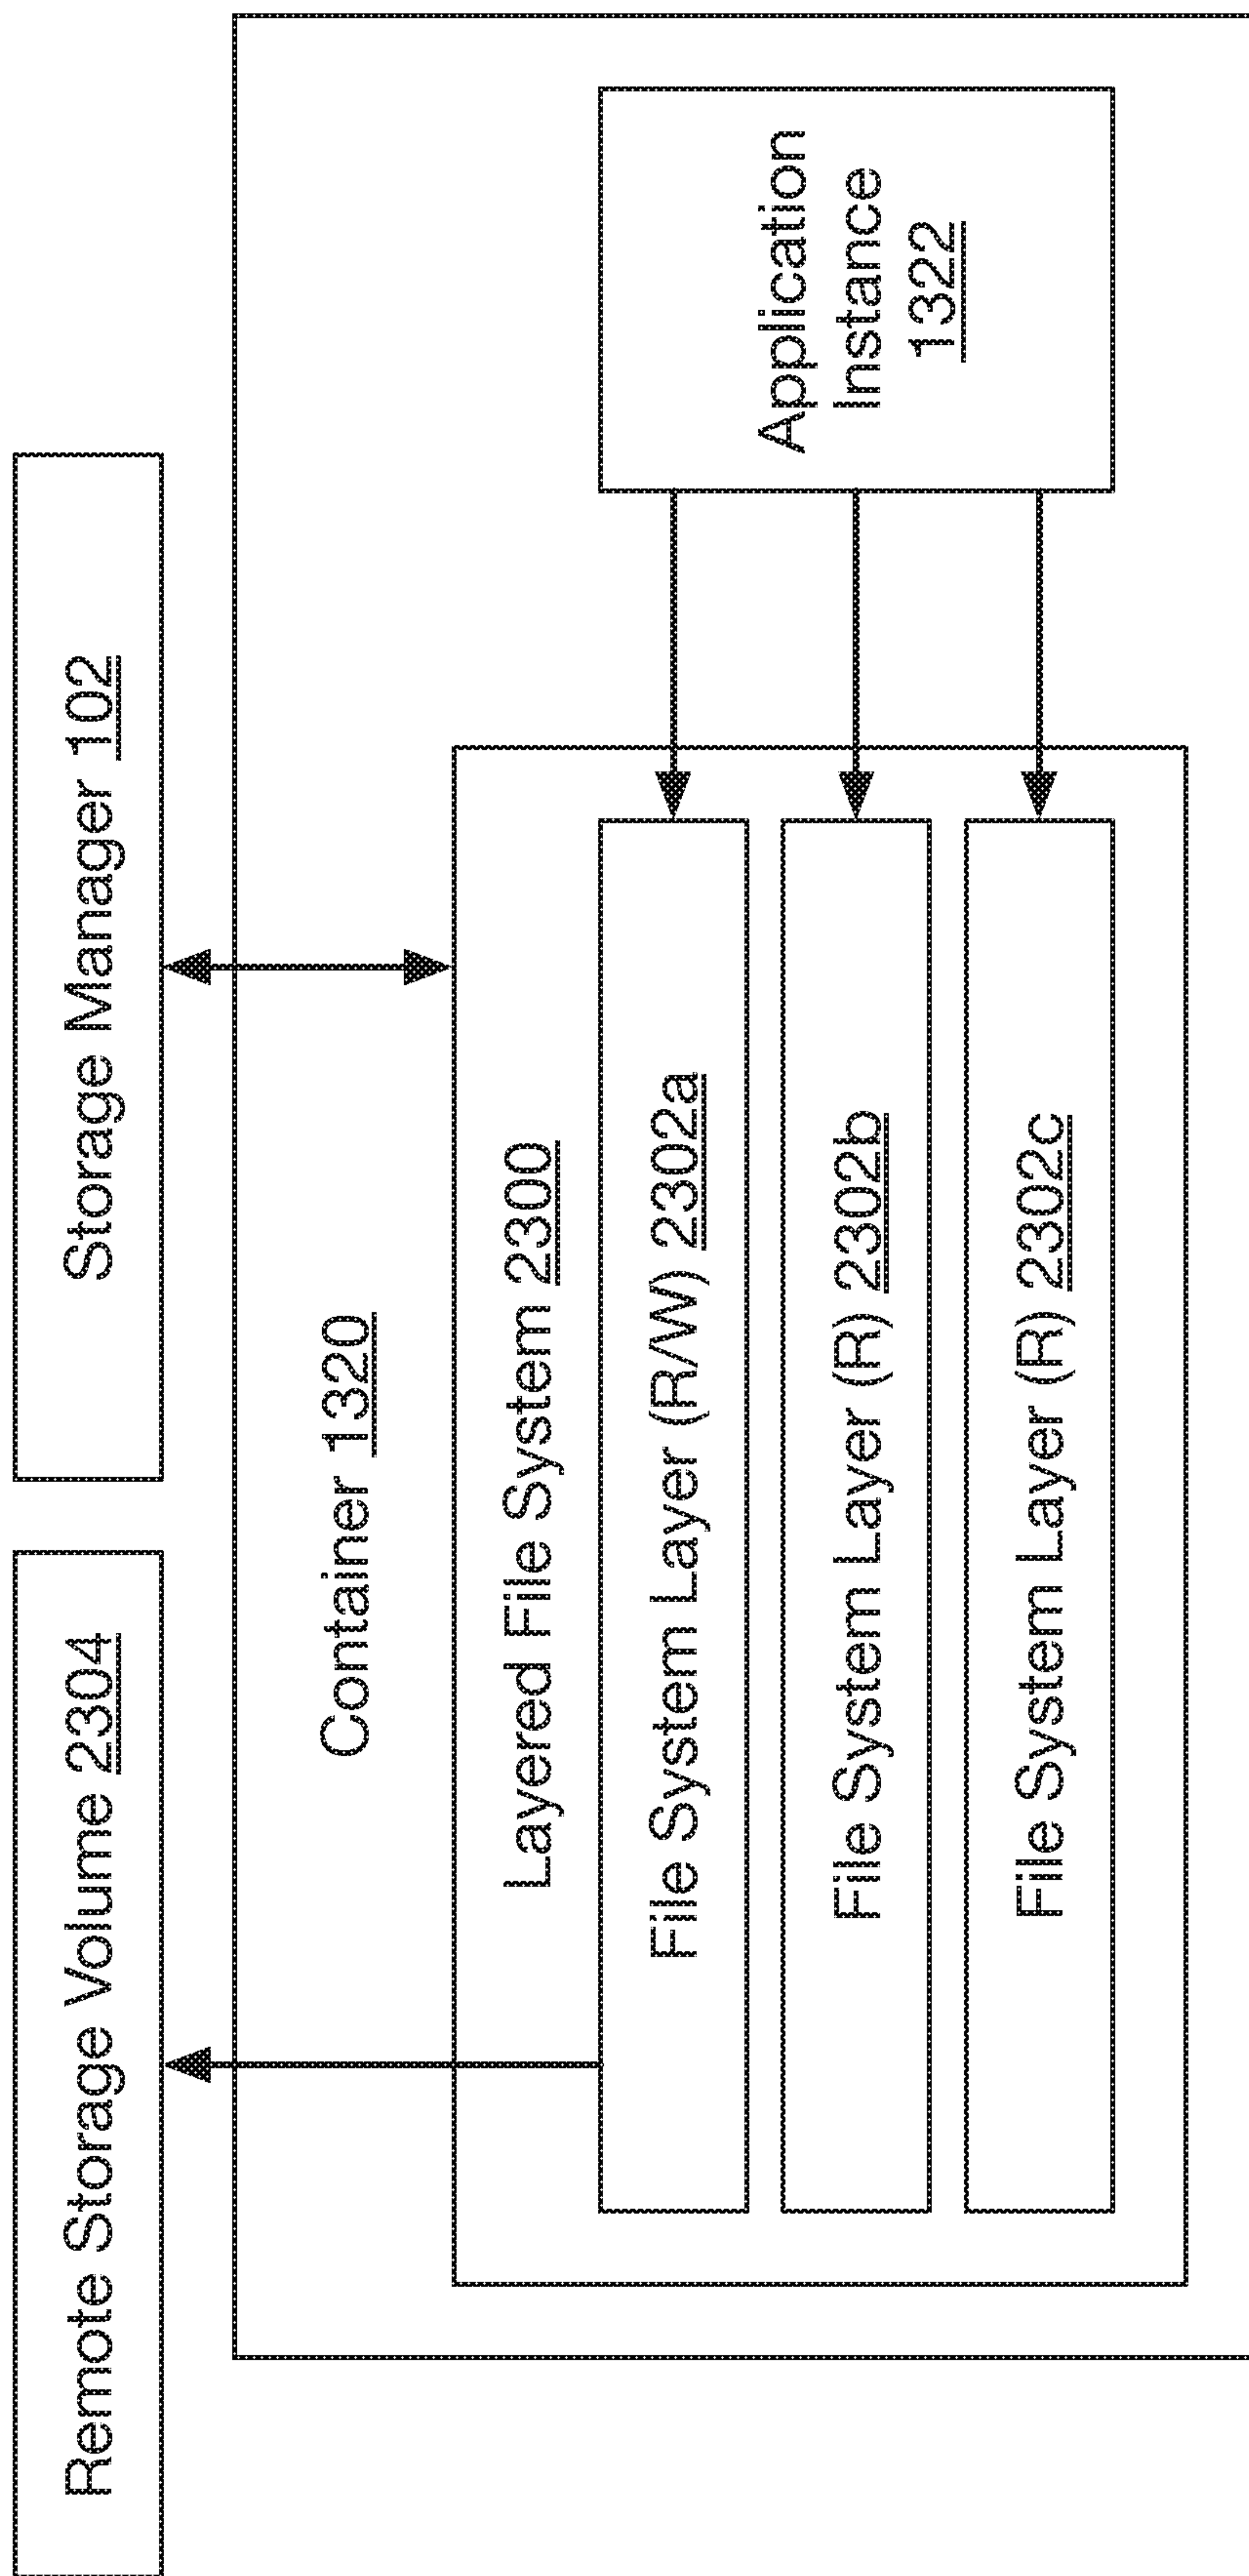 Remote Storage Volume 2304
Storage Manager 102
Container 1320
Layered File System 2300
File System Layer (R/W) 2302a
File System Layer (R) 2302b
File System Layer (R) 2302c
Application
Instance
1322